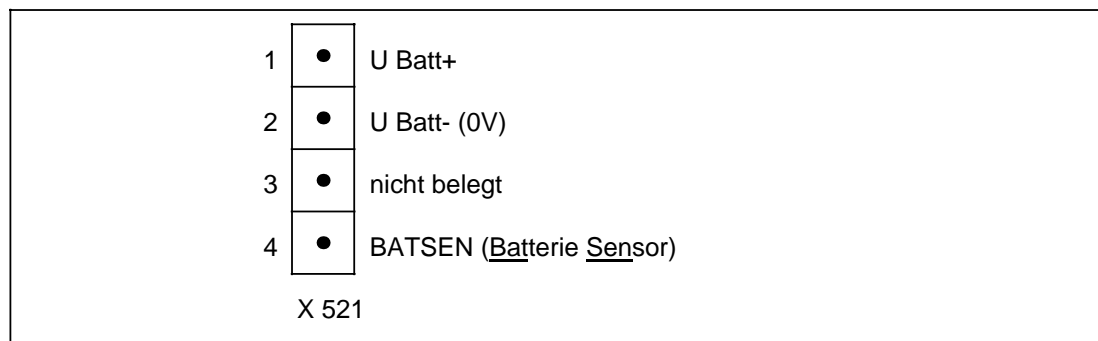 1 U Batt+
2 U Batt- (0V)
3 nicht belegt
4 BATSEN (Batterie Sensor)
X 521